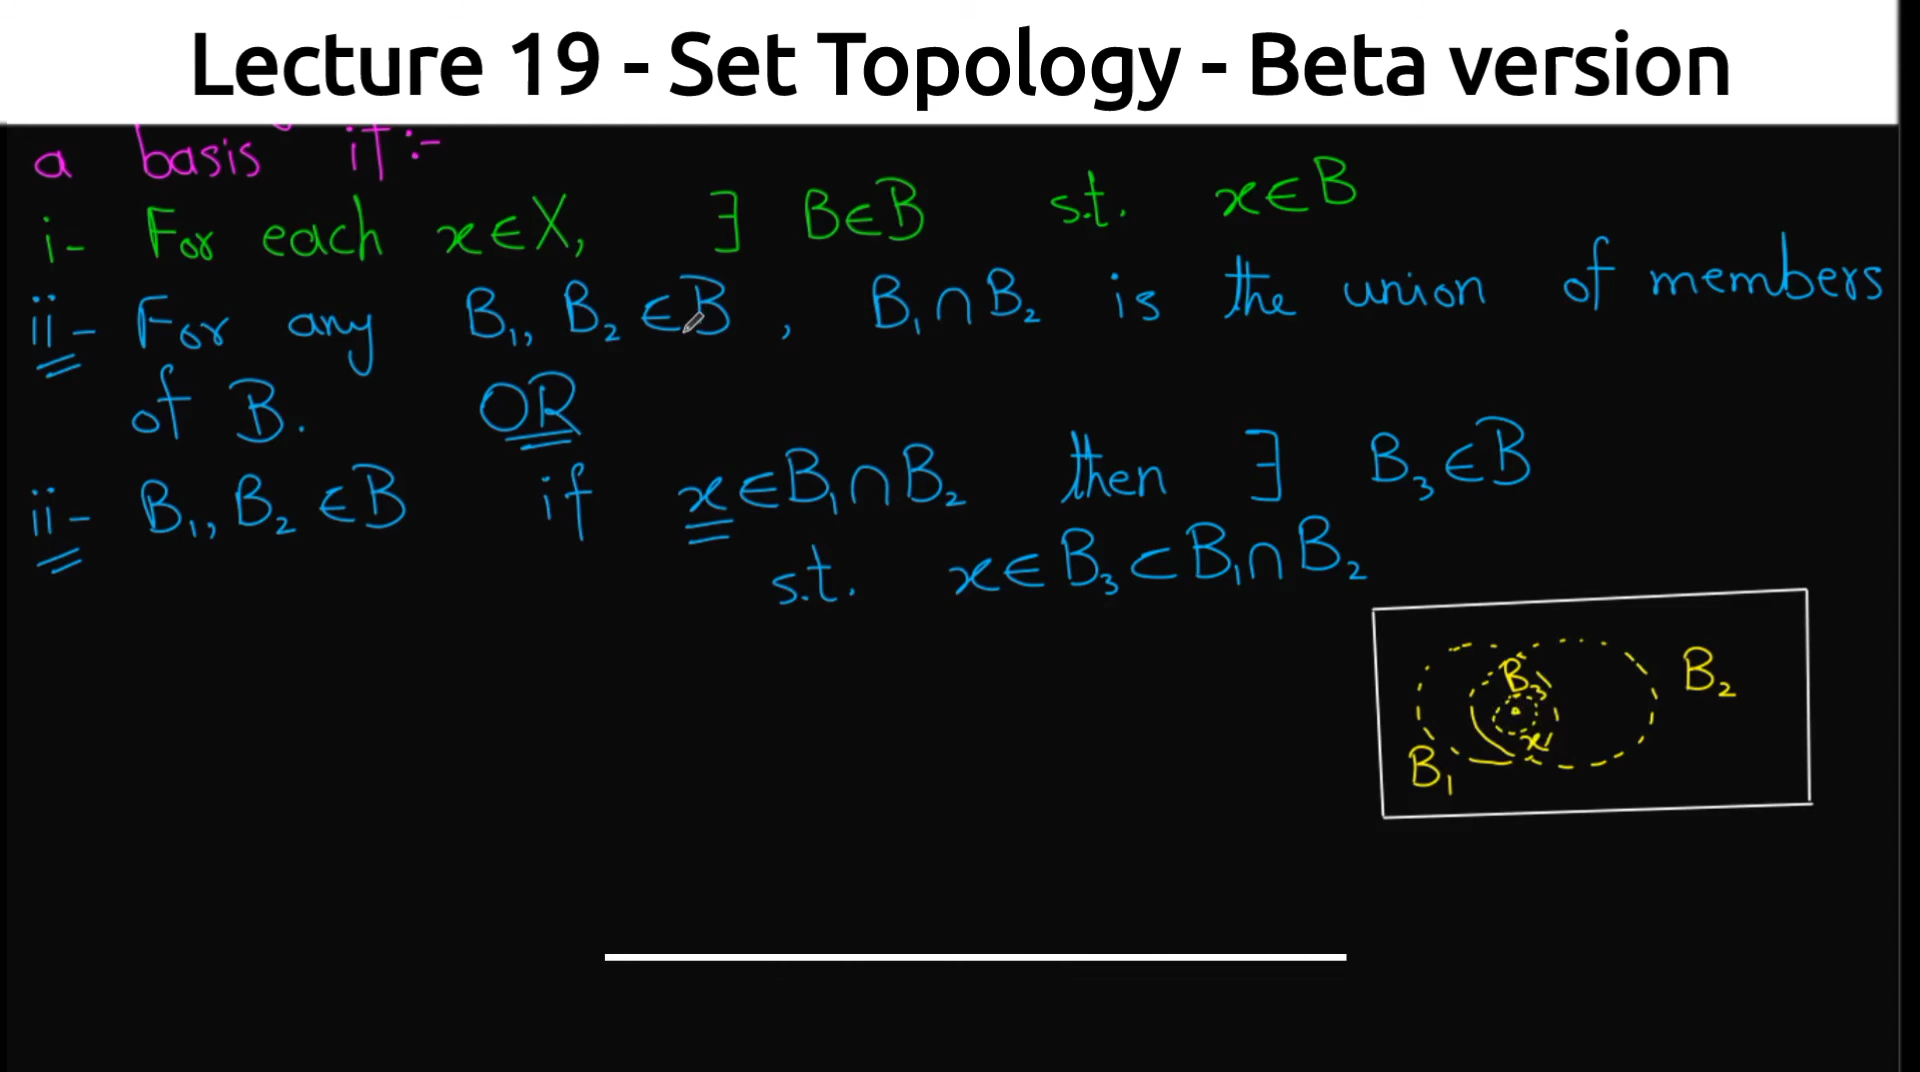 Lecture 19 - Set Topology - Beta version
a basis if:-
i- For each x∈X, ∃ B∈B s.t. x∈B
ii- For any B₁, B₂ ∈B, B₁∩B₂ is the union of members
of B. OR
ii- B₁, B₂ ∈B if x∈B₁∩B₂ then ∃ B₃∈B
s.t. x∈B₃⊂B₁∩B₂
B₃
B₂
x
B₁